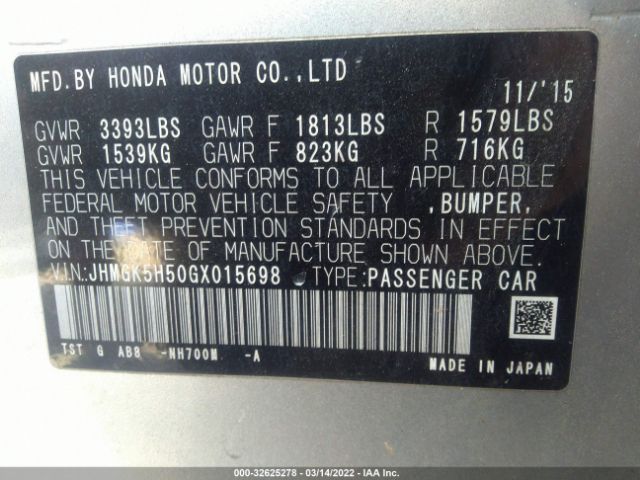 MFD.BY HONDA MOTOR CO.,LTD
11/'15
GVWR 3393LBS GAWR F 1813LBS R 1579LBS
GVWR 1539KG GAWR F 823KG R 716KG
THIS VEHICLE CONFORMS TO ALL APPLICABLE
FEDERAL MOTOR VEHICLE SAFETY ,BUMPER,
AND THEFT PREVENTION STANDARDS IN EFFECT
ON THE DATE OF MANUFACTURE SHOWN ABOVE.
VIN:JHMGK5H50GX015698 TYPE:PASSENGER CAR
TST G AB8 -NH700M -A
MADE IN JAPAN
000-32625278 - 03/14/2022 - IAA Inc.